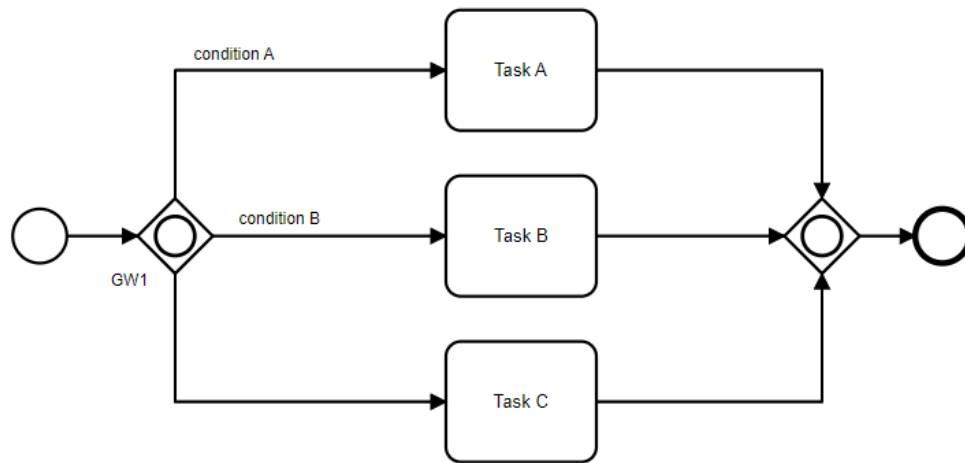 condition A
Task A
condition B
Task B
GW1
Task C